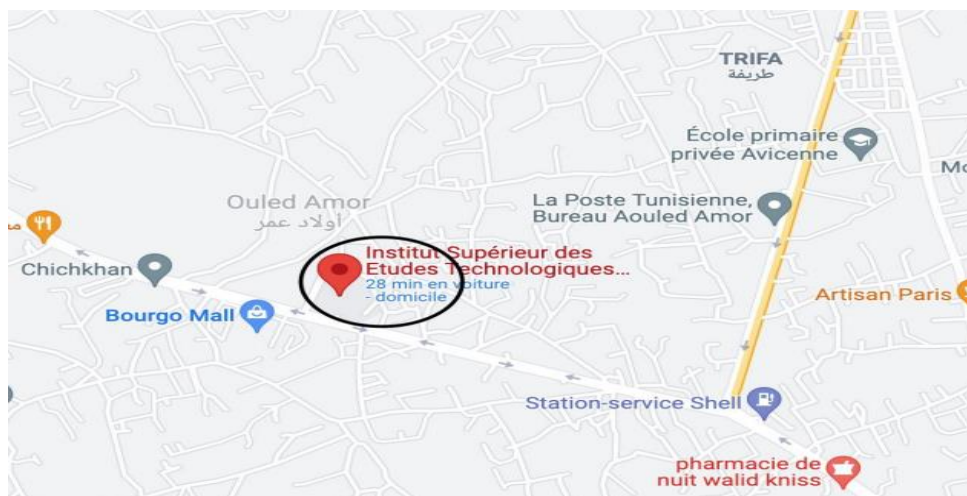 TRIFA
طريفة
École primaire
privée Avicenne
Ouled Amor
أولاد عمر
La Poste Tunisienne,
Bureau Aouled Amor
Institut Supérieur des
Etudes Technologiques...
28 min en voiture
- domicile
Chichkhan
Bourgo Mall
Artisan Paris
Station-service Shell
pharmacie de
nuit walid kniss